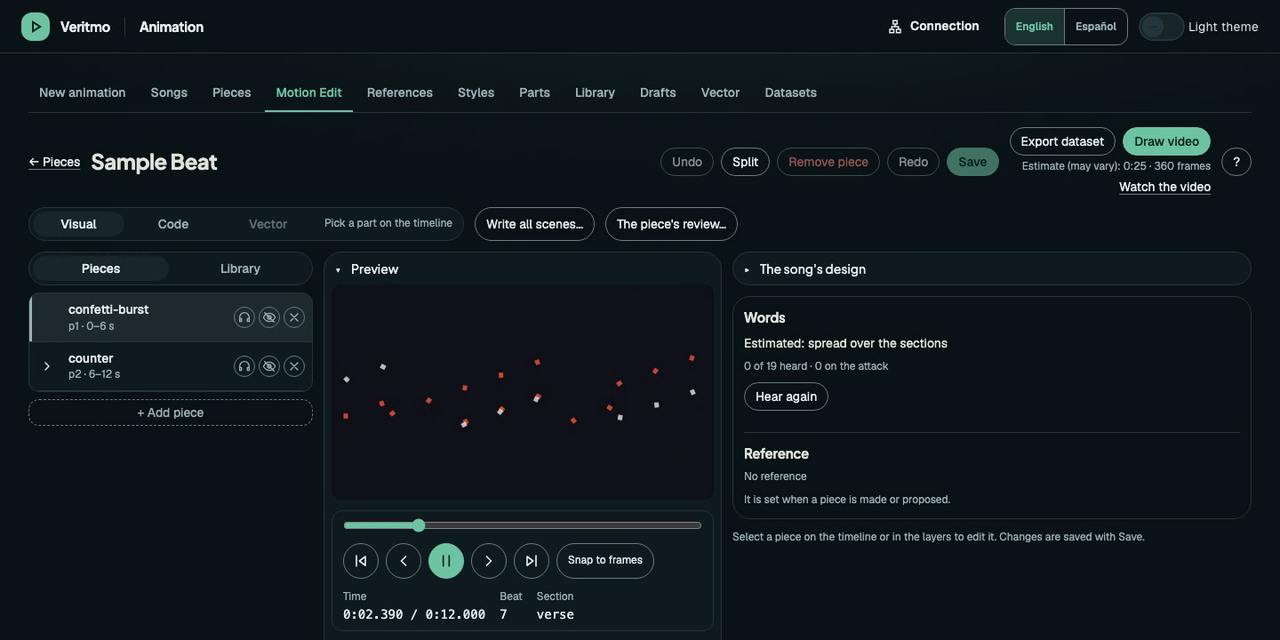 Veritmo
Animation
Connection
English
Español
Light theme
New animation
Songs
Pieces
Motion Edit
References
Styles
Parts
Library
Drafts
Vector
Datasets
← Pieces
Sample Beat
Undo
Split
Remove piece
Redo
Save
Export dataset
Draw video
Estimate (may vary): 0:25 · 360 frames
Watch the video
?
Visual
Code
Vector
Pick a part on the timeline
Write all scenes…
The piece's review…
Pieces
Library
confetti-burst
p1 · 0–6 s
counter
p2 · 6–12 s
+ Add piece
Preview
Snap to frames
Time
Beat
Section
0:02.390 / 0:12.000
7
verse
The song's design
Words
Estimated: spread over the sections
0 of 19 heard · 0 on the attack
Hear again
Reference
No reference
It is set when a piece is made or proposed.
Select a piece on the timeline or in the layers to edit it. Changes are saved with Save.